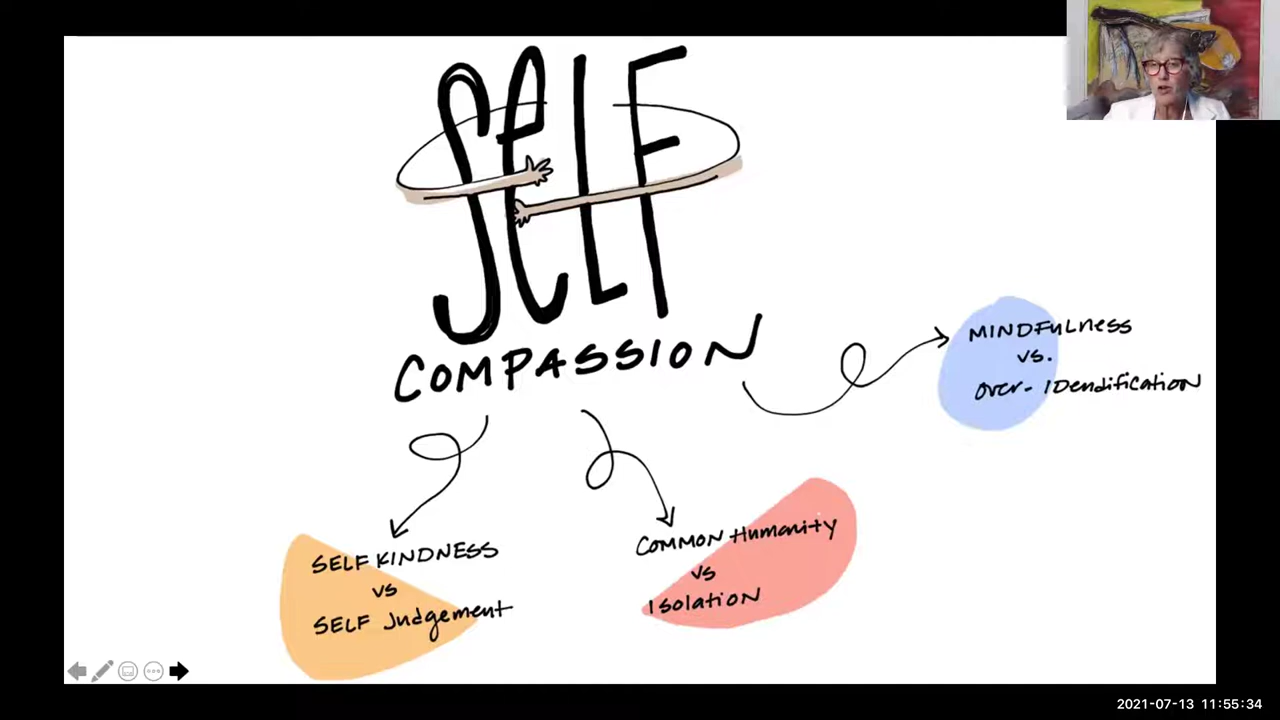 SELF
COMPASSION
MINDFULNESS
vs.
OVER-IDENDIFICATION
SELF KINDNESS
vs
SELF Judgement
COMMON Humanity
vs
ISOLATION
2021-07-13 11:55:34